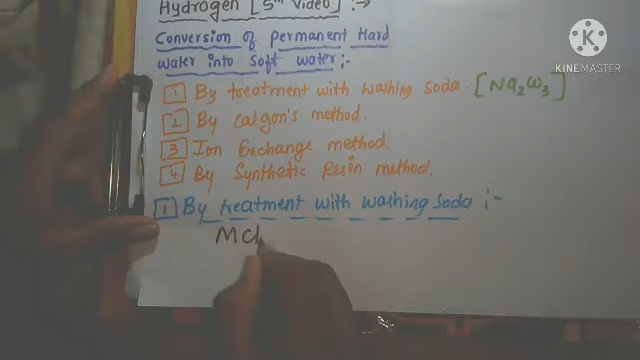 Hydrogen [5th Video] :→
Conversion of permanent Hard
water into Soft water :-
1 By treatment with washing soda. [Na2CO3]
2 By Calgon's method.
3 Ion Exchange method.
4 By Synthetic Resin method.
1 By treatment with washing Soda :-
MCl
KINEMASTER